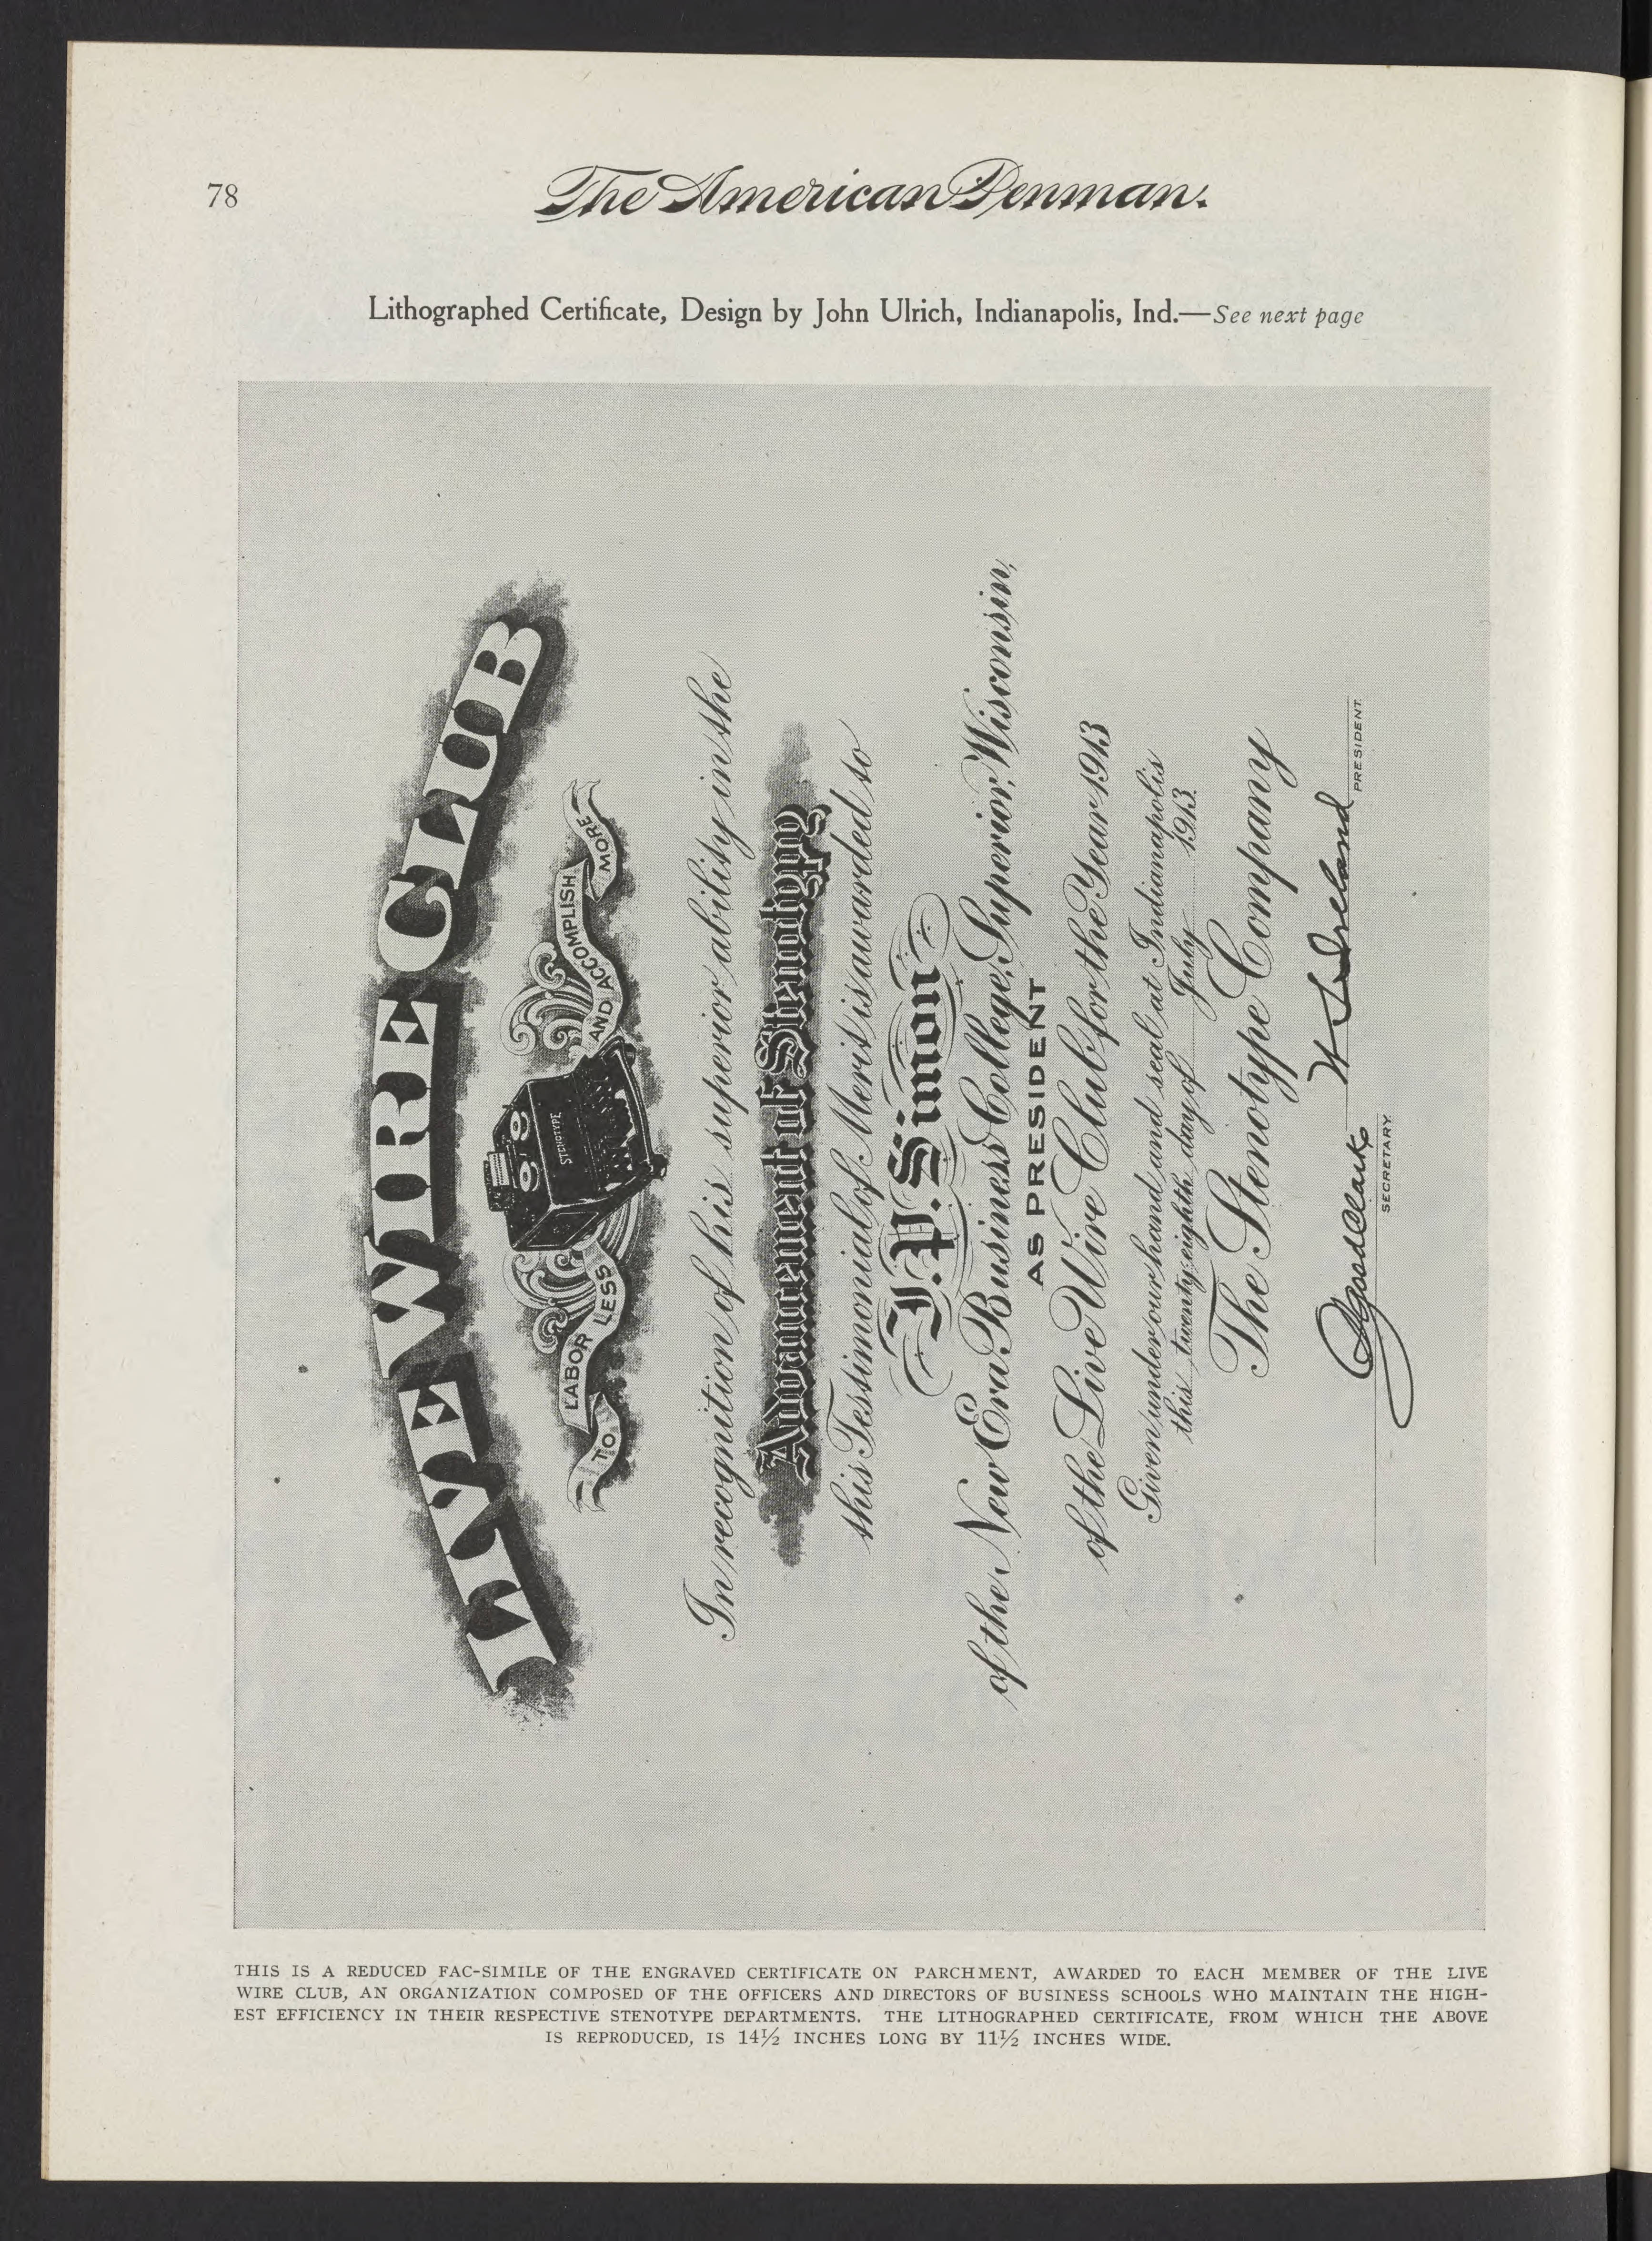 78
The American Penman.
Lithographed Certificate, Design by John Ulrich, Indianapolis, Ind.—See next page
LIVE WIRE CLUB
STENOTYPE
TO LABOR LESS AND ACCOMPLISH MORE
In recognition of his superior ability in the
Advancement of Stenotypy
this Testimonial of Merit is awarded to
J.P. Simon
of the New Era Business College, Superior, Wisconsin,
AS PRESIDENT
of the Live Wire Club for the Year 1913
Given under our hand and seal at Indianapolis
this twenty-eighth day of July 1913.
The Stenotype Company
W S Ireland PRESIDENT.
Clark SECRETARY.
THIS IS A REDUCED FAC-SIMILE OF THE ENGRAVED CERTIFICATE ON PARCHMENT, AWARDED TO EACH MEMBER OF THE LIVE
WIRE CLUB, AN ORGANIZATION COMPOSED OF THE OFFICERS AND DIRECTORS OF BUSINESS SCHOOLS WHO MAINTAIN THE HIGH-
EST EFFICIENCY IN THEIR RESPECTIVE STENOTYPE DEPARTMENTS. THE LITHOGRAPHED CERTIFICATE, FROM WHICH THE ABOVE
IS REPRODUCED, IS 14½ INCHES LONG BY 11½ INCHES WIDE.